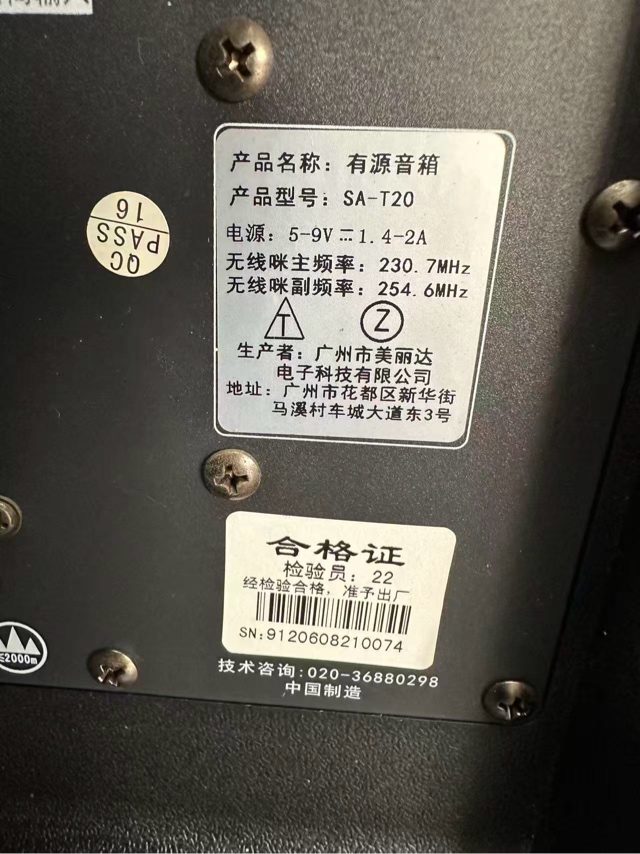 产品名称：有源音箱
产品型号：SA-T20
电源：5-9V⎓1.4-2A
无线咪主频率：230.7MHz
无线咪副频率：254.6MHz
T Z
生产者：广州市美丽达
电子科技有限公司
地址：广州市花都区新华街
马溪村车城大道东3号
QC
PASS
16
合格证
检验员：22
经检验合格，准予出厂
SN:9120608210074
≤2000m
技术咨询:020-36880298
中国制造